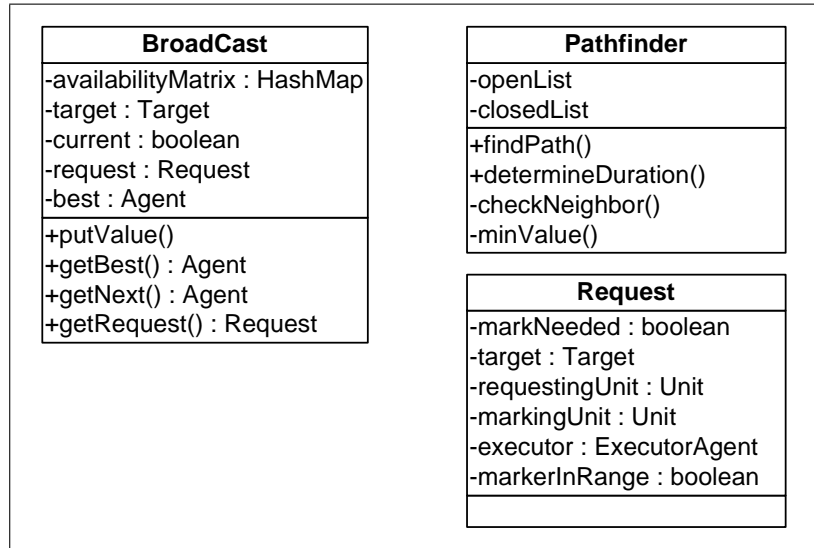 BroadCast
-availabilityMatrix : HashMap
-target : Target
-current : boolean
-request : Request
-best : Agent
+putValue()
+getBest() : Agent
+getNext() : Agent
+getRequest() : Request
Pathfinder
-openList
-closedList
+findPath()
+determineDuration()
-checkNeighbor()
-minValue()
Request
-markNeeded : boolean
-target : Target
-requestingUnit : Unit
-markingUnit : Unit
-executor : ExecutorAgent
-markerInRange : boolean